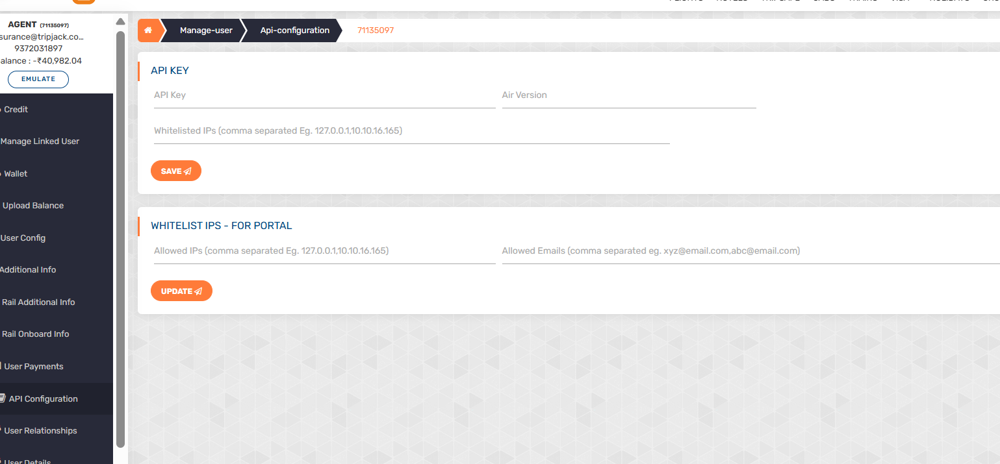 AGENT (71135097)
surance@tripjack.co...
9372031897
alance : -₹40,982.04
EMULATE
Credit
Manage Linked User
Wallet
Upload Balance
User Config
Additional Info
Rail Additional Info
Rail Onboard Info
User Payments
API Configuration
User Relationships
User Details
Manage-user
Api-configuration
71135097
API KEY
API Key
Air Version
Whitelisted IPs (comma separated Eg. 127.0.0.1,10.10.16.165)
SAVE
WHITELIST IPS - FOR PORTAL
Allowed IPs (comma separated Eg. 127.0.0.1,10.10.16.165)
Allowed Emails (comma separated eg. xyz@email.com,abc@email.com)
UPDATE